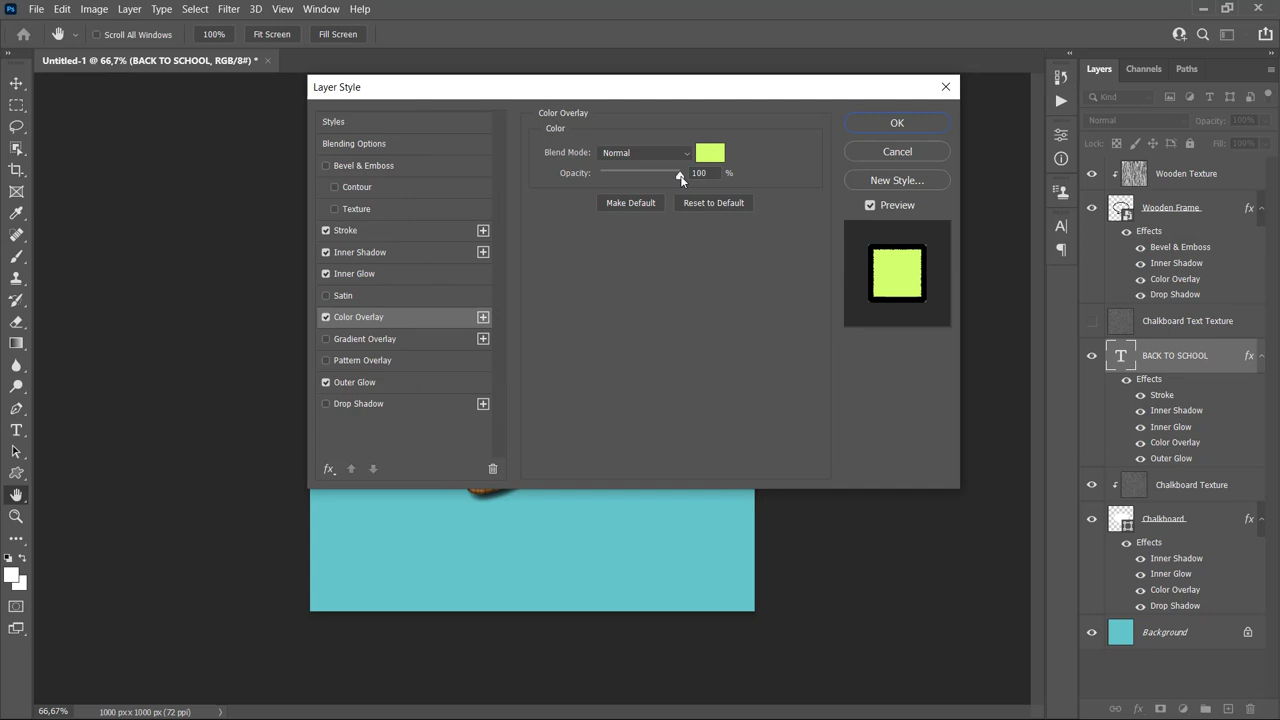 Ps File Edit Image Layer Type Select Filter 3D View Window Help
Scroll All Windows 100% Fit Screen Fill Screen
Untitled-1 @ 66,7% (BACK TO SCHOOL, RGB/8#) *
Layer Style
Styles
Blending Options
Bevel & Emboss
Contour
Texture
Stroke
Inner Shadow
Inner Glow
Satin
Color Overlay
Gradient Overlay
Pattern Overlay
Outer Glow
Drop Shadow
fx
Color Overlay
Color
Blend Mode: Normal
Opacity: 100 %
Make Default Reset to Default
OK
Cancel
New Style...
Preview
Layers Channels Paths
Kind
Normal Opacity: 100%
Lock: Fill: 100%
Wooden Texture
Wooden Frame fx
Effects
Bevel & Emboss
Inner Shadow
Color Overlay
Drop Shadow
Chalkboard Text Texture
T BACK TO SCHOOL fx
Effects
Stroke
Inner Shadow
Inner Glow
Color Overlay
Outer Glow
Chalkboard Texture
Chalkboard fx
Effects
Inner Shadow
Inner Glow
Color Overlay
Drop Shadow
Background
66,67% 1000 px x 1000 px (72 ppi)
fx